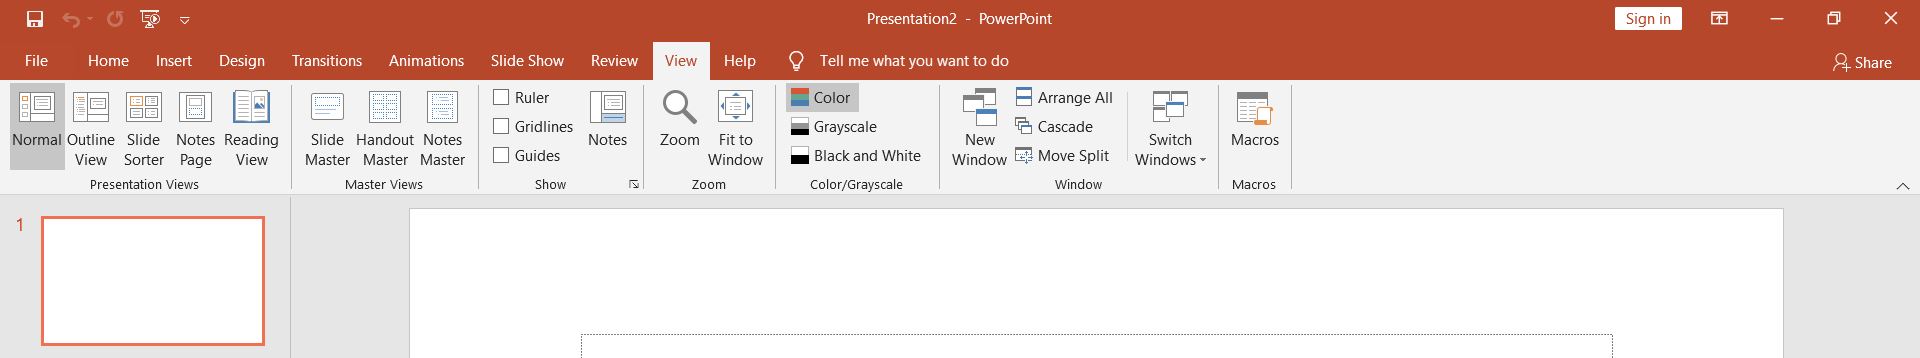 Presentation2 - PowerPoint
Sign in
File Home Insert Design Transitions Animations Slide Show Review View Help Tell me what you want to do Share
Normal
Outline View
Slide Sorter
Notes Page
Reading View
Presentation Views
Slide Master
Handout Master
Notes Master
Master Views
Ruler
Gridlines
Guides
Notes
Show
Zoom
Fit to Window
Zoom
Color
Grayscale
Black and White
Color/Grayscale
New Window
Arrange All
Cascade
Move Split
Switch Windows
Window
Macros
Macros
1